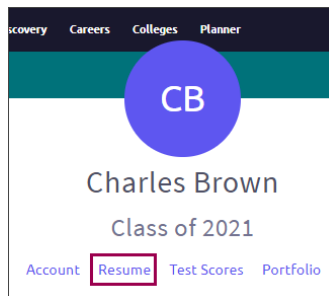 scovery Careers Colleges Planner
CB
Charles Brown
Class of 2021
Account Resume Test Scores Portfolio